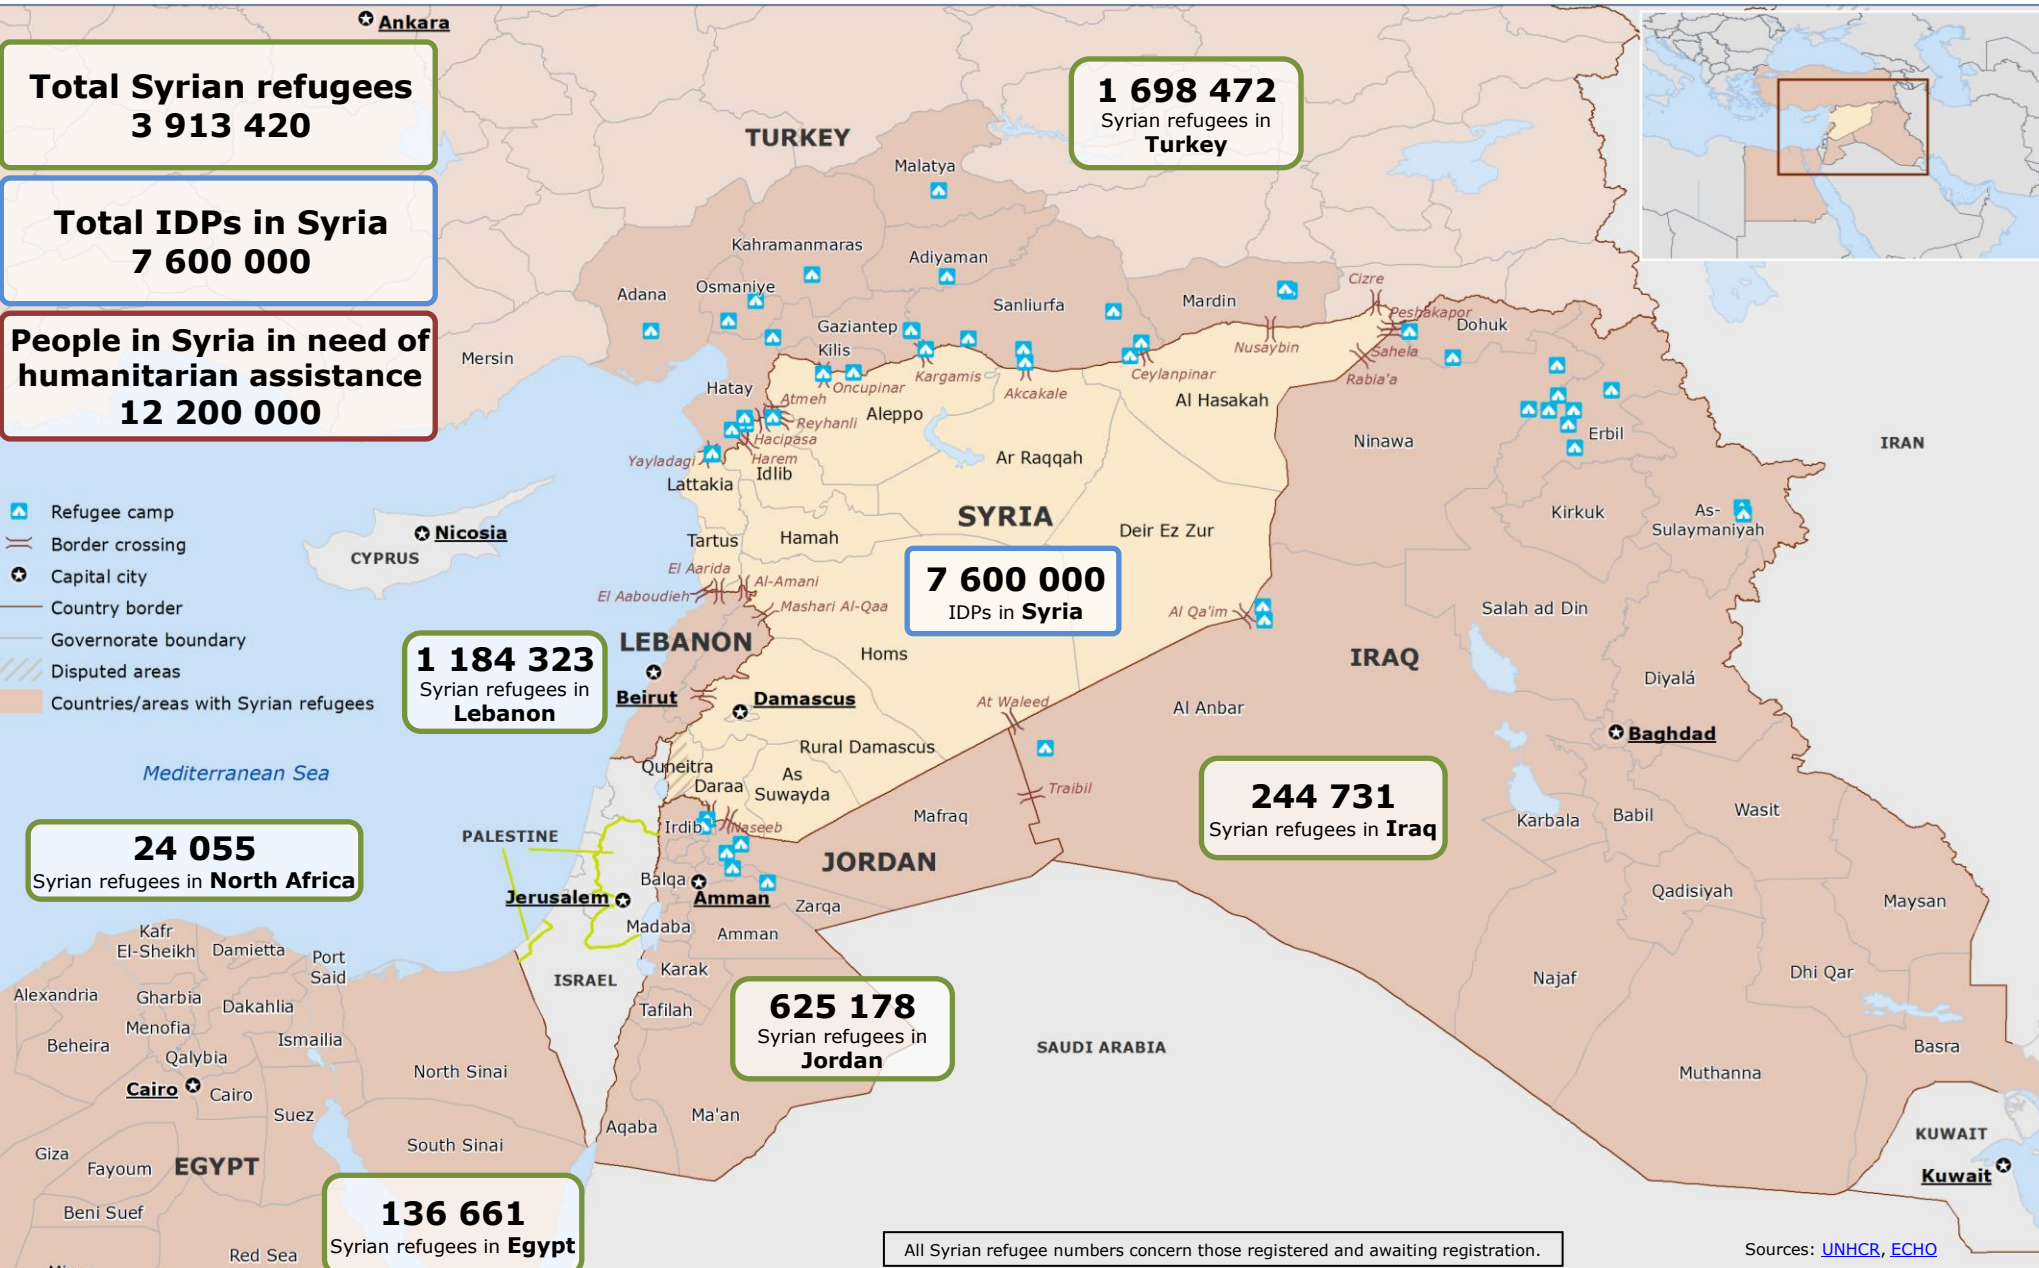 Ankara
Total Syrian refugees
3 913 420
Total IDPs in Syria
7 600 000
People in Syria in need of
humanitarian assistance
12 200 000
1 698 472
Syrian refugees in
Turkey
TURKEY
Malatya
Kahramanmaras
Adiyaman
Osmaniye
Adana
Sanliurfa
Mardin
Cizre
Peshakapor
Dohuk
Gaziantep
Kilis
Mersin
Nusaybin
Sahela
Rabia'a
Hatay
Oncupinar
Kargamis
Akcakale
Ceylanpinar
Atmeh
Aleppo
Al Hasakah
Reyhanli
Hacipasa
Ninawa
Erbil
IRAN
Yayladagi
Harem
Idlib
Ar Raqqah
Lattakia
Refugee camp
Border crossing
Capital city
Country border
Governorate boundary
Disputed areas
Countries/areas with Syrian refugees
Nicosia
CYPRUS
SYRIA
Deir Ez Zur
Kirkuk
As-
Sulaymaniyah
Tartus
Hamah
El Aarida
Al-Amani
El Aaboudieh
Mashari Al-Qaa
7 600 000
IDPs in Syria
Al Qa'im
Salah ad Din
LEBANON
Homs
IRAQ
1 184 323
Syrian refugees in
Lebanon
Beirut
Damascus
At Waleed
Al Anbar
Diyalá
Baghdad
Mediterranean Sea
Quneitra
Rural Damascus
Daraa
As
Suwayda
Traibil
244 731
Syrian refugees in Iraq
Karbala
Babil
Wasit
24 055
Syrian refugees in North Africa
PALESTINE
Irdib
Naseeb
Mafraq
JORDAN
Balqa
Amman
Jerusalem
Zarqa
Madaba
Amman
Qadisiyah
Maysan
Kafr
El-Sheikh
Damietta
Port
Said
ISRAEL
Karak
Najaf
Dhi Qar
Alexandria
Gharbia
Dakahlia
Tafilah
625 178
Syrian refugees in
Jordan
Menofia
Beheira
Qalybia
Ismailia
SAUDI ARABIA
Basra
Cairo
Cairo
North Sinai
Muthanna
Suez
Ma'an
Aqaba
South Sinai
KUWAIT
Kuwait
Giza
Fayoum
EGYPT
136 661
Syrian refugees in Egypt
Beni Suef
Red Sea
All Syrian refugee numbers concern those registered and awaiting registration.
Sources: UNHCR, ECHO